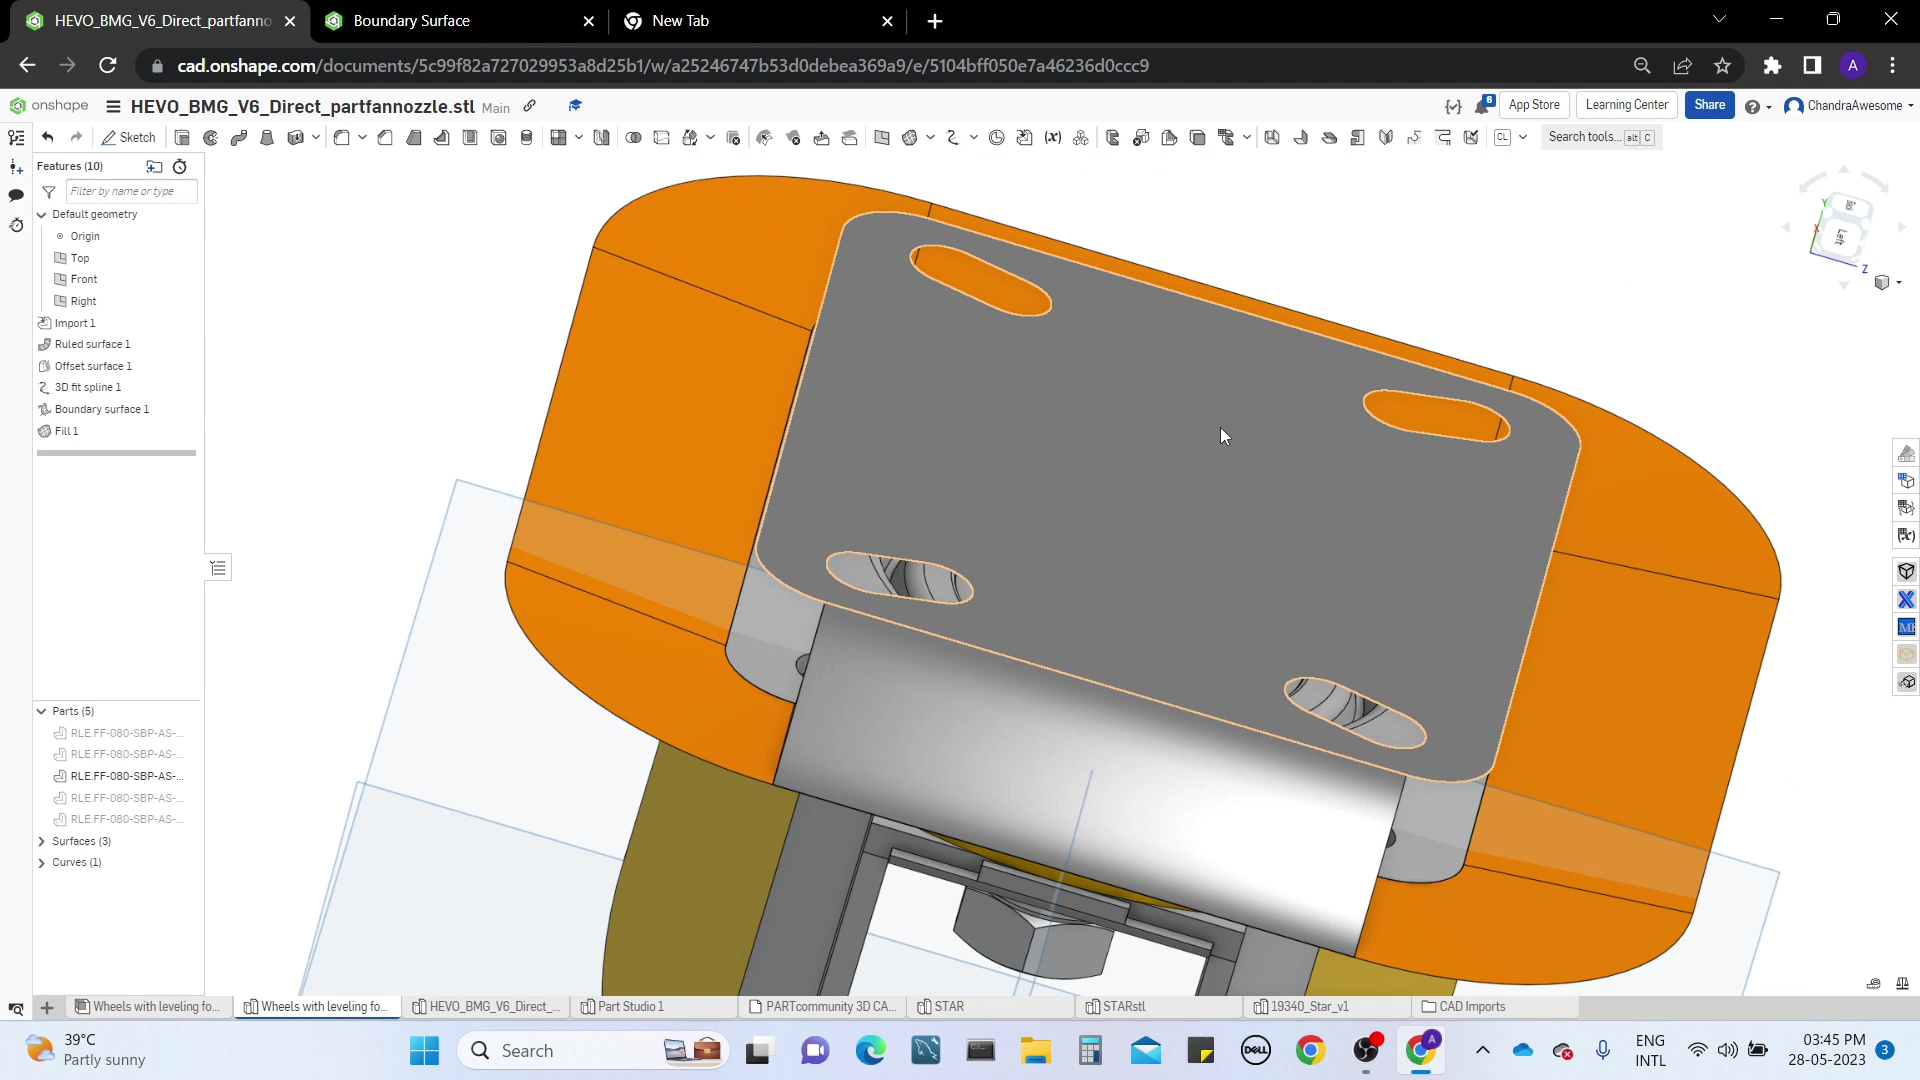 HEVO_BMG_V6_Direct_partfanno
Boundary Surface
New Tab
cad.onshape.com/documents/5c99f82a727029953a8d25b1/w/a25246747b53d0debea369a9/e/5104bff050e7a46236d0ccc9
A
onshape
HEVO_BMG_V6_Direct_partfannozzle.stl Main
6
App Store
Learning Center
Share
ChandraAwesome
Sketch
CL
Search tools... alt C
Features (10)
Filter by name or type
Default geometry
Origin
Top
Front
Right
Import 1
Ruled surface 1
Offset surface 1
3D fit spline 1
Boundary surface 1
Fill 1
Y
X
Left
Z
Parts (5)
RLE.FF-080-SBP-AS-...
RLE.FF-080-SBP-AS-...
RLE.FF-080-SBP-AS-...
RLE.FF-080-SBP-AS-...
RLE.FF-080-SBP-AS-...
Surfaces (3)
Curves (1)
Wheels with leveling fo...
Wheels with leveling fo...
HEVO_BMG_V6_Direct_...
Part Studio 1
PARTcommunity 3D CA...
STAR
STARstl
19340_Star_v1
CAD Imports
39°C
Partly sunny
Search
DELL
A
ENG
INTL
03:45 PM
28-05-2023
3